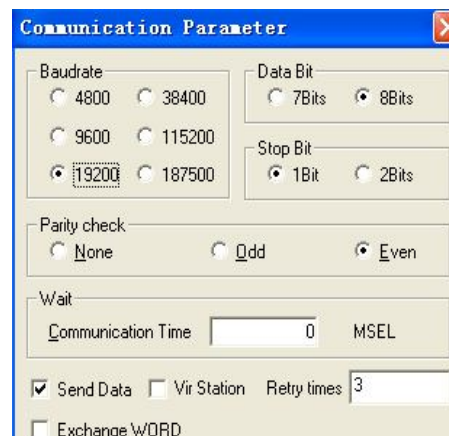 Communication Parameter
Baudrate
4800
38400
9600
115200
19200
187500
Data Bit
7Bits
8Bits
Stop Bit
1Bit
2Bits
Parity check
None
Odd
Even
Wait
Communication Time 0 MSEL
Send Data Vir Station Retry times 3
Exchange WORD